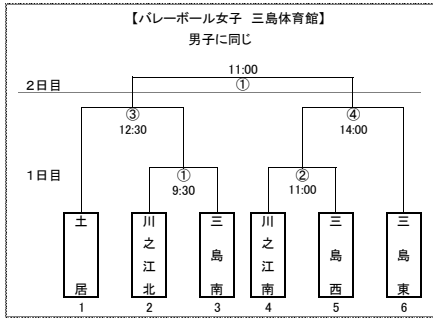 【バレーボール女子 三島体育館】
男子に同じ
11:00
2日目
①
③
④
12:30
14:00
1日目
①
②
9:30
11:00
土居
川之江北
三島南
川之江南
三島西
三島東
1 2 3 4 5 6